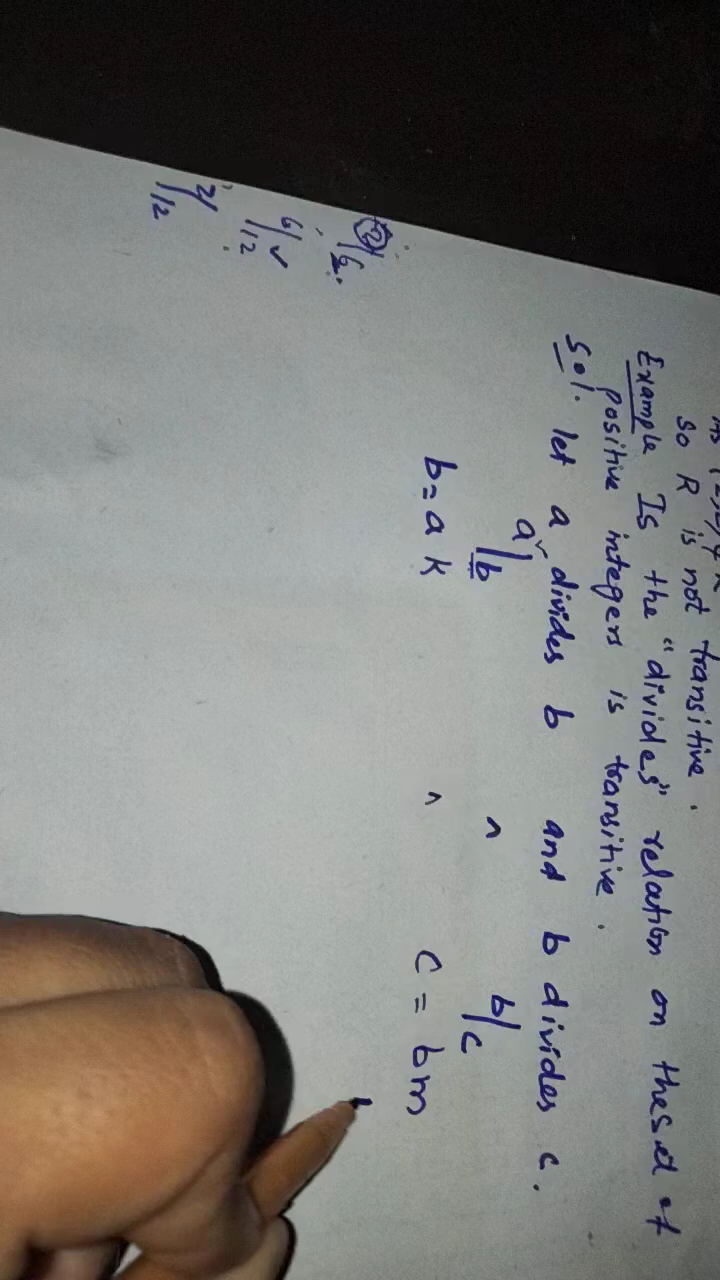 So R is not transitive.
Example Is the "divides" relation on the set of
positive integers is transitive.
Sol. let a divides b and b divides c.
a/b ∧ b/c
b = a k ∧ c = bm
6/12 ✓
2/12